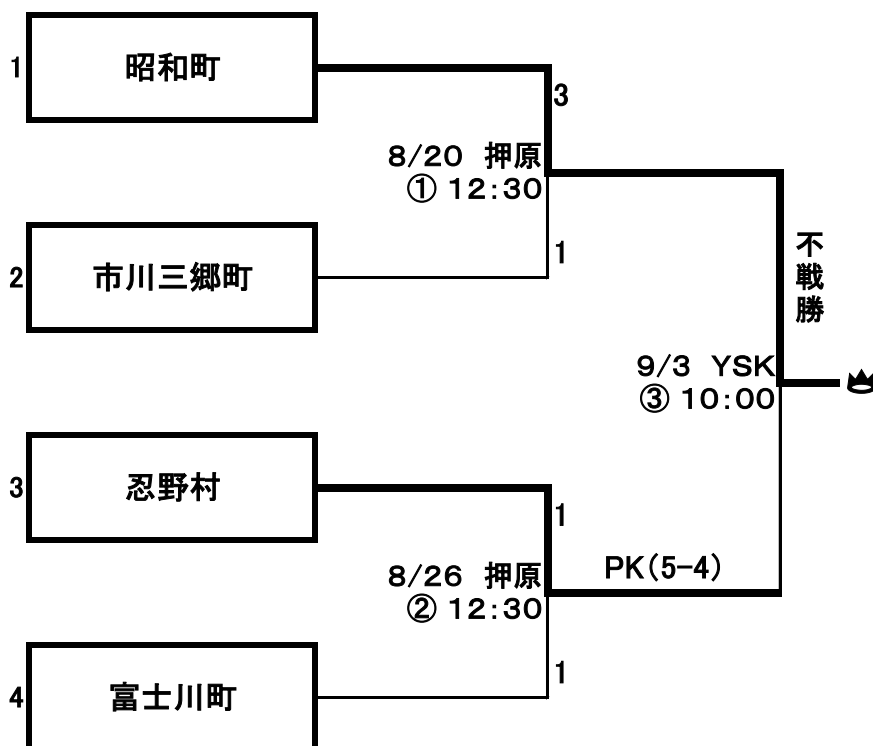 1
昭和町
3
8/20 押原
① 12:30
1
2
市川三郷町
不戦勝
9/3 YSK
③ 10:00
3
忍野村
1
8/26 押原
② 12:30
PK(5-4)
1
4
富士川町